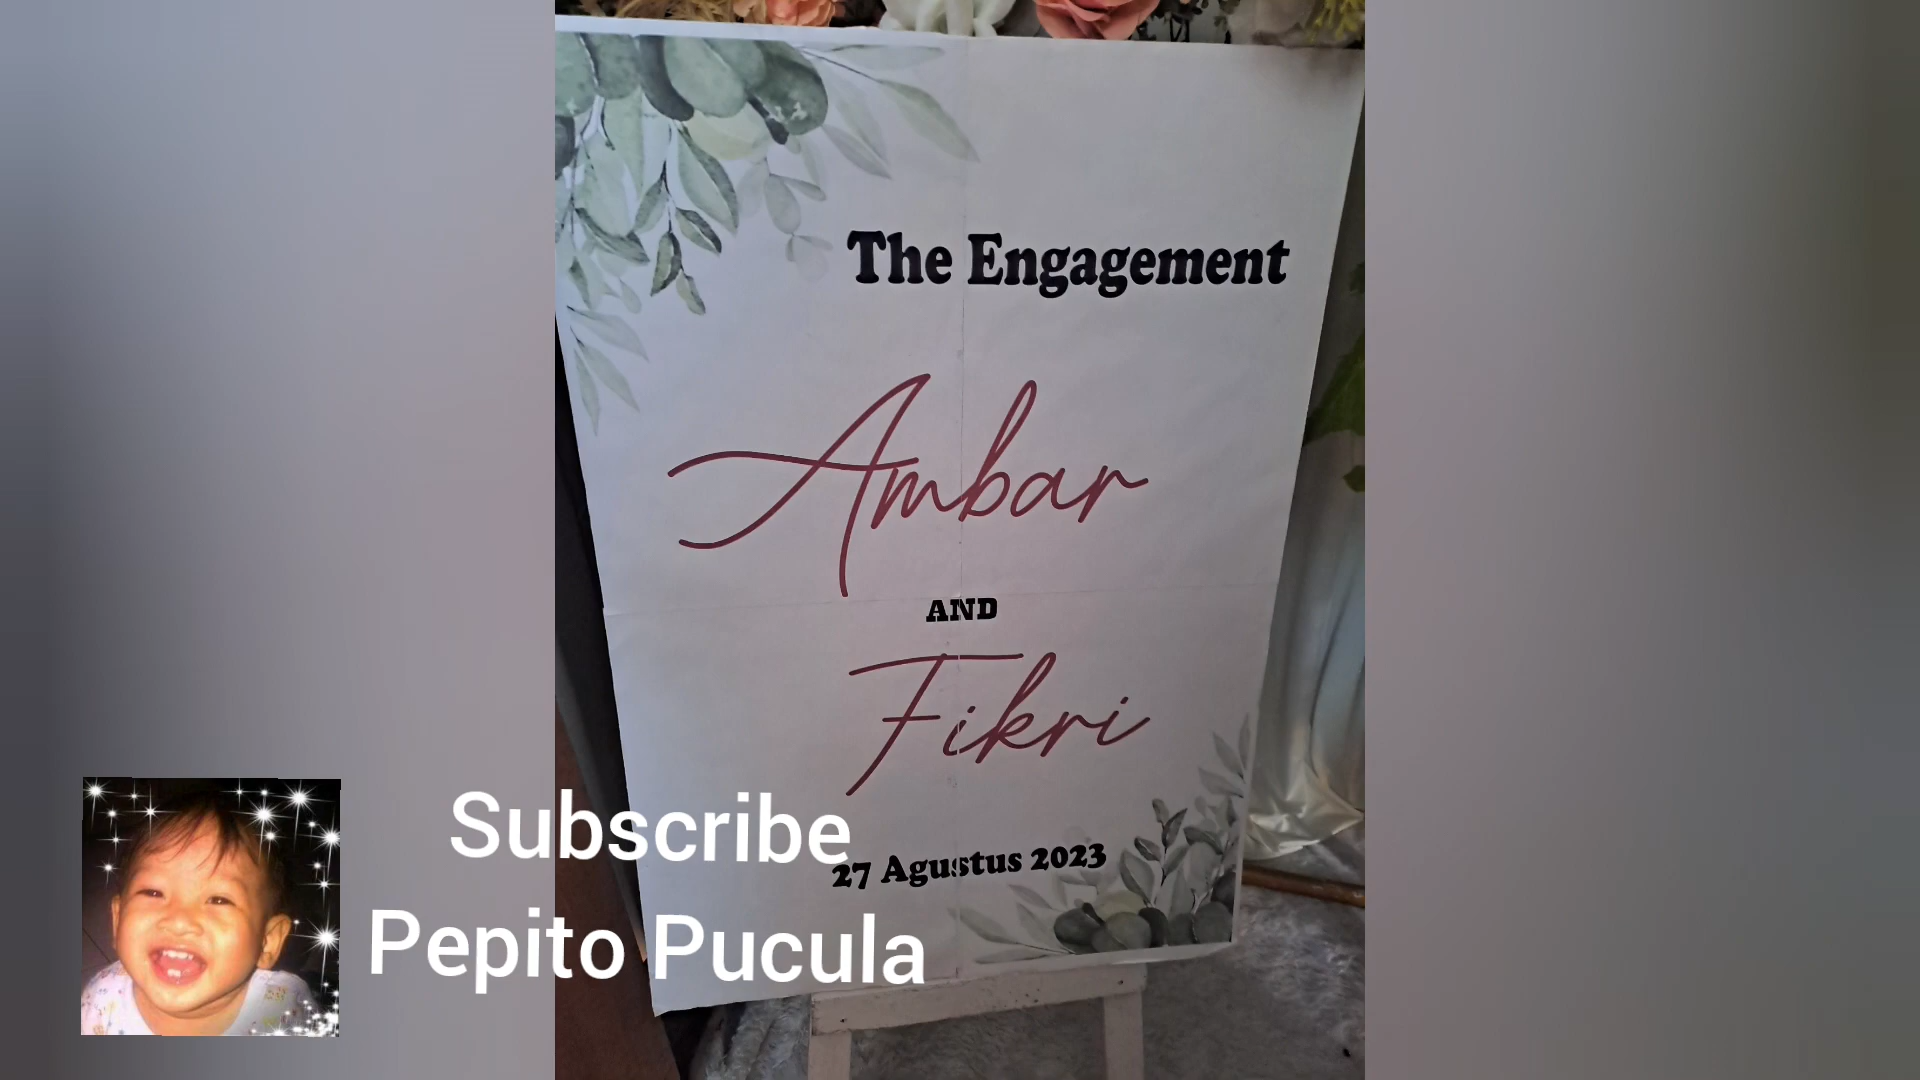 The Engagement
Ambar
AND
Fikri
27 Agustus 2023
Subscribe
Pepito Pucula